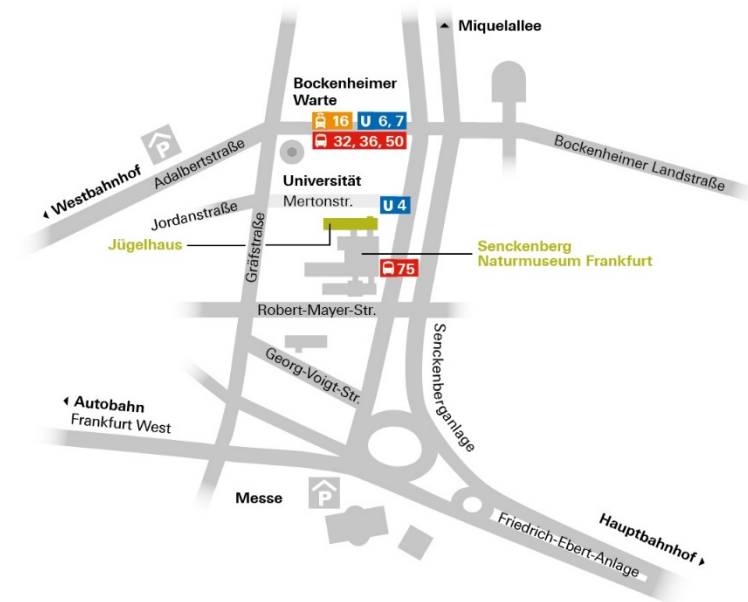 Miquelallee
Bockenheimer
Warte
16 U 6, 7
32, 36, 50
P
Adalbertstraße
Westbahnhof
Bockenheimer Landstraße
Universität
Mertonstr.
U 4
Jordanstraße
Gräfstraße
Jügelhaus
Senckenberg
Naturmuseum Frankfurt
75
Robert-Mayer-Str.
Georg-Voigt-Str.
Senckenberganlage
Autobahn
Frankfurt West
Messe
P
Friedrich-Ebert-Anlage
Hauptbahnhof